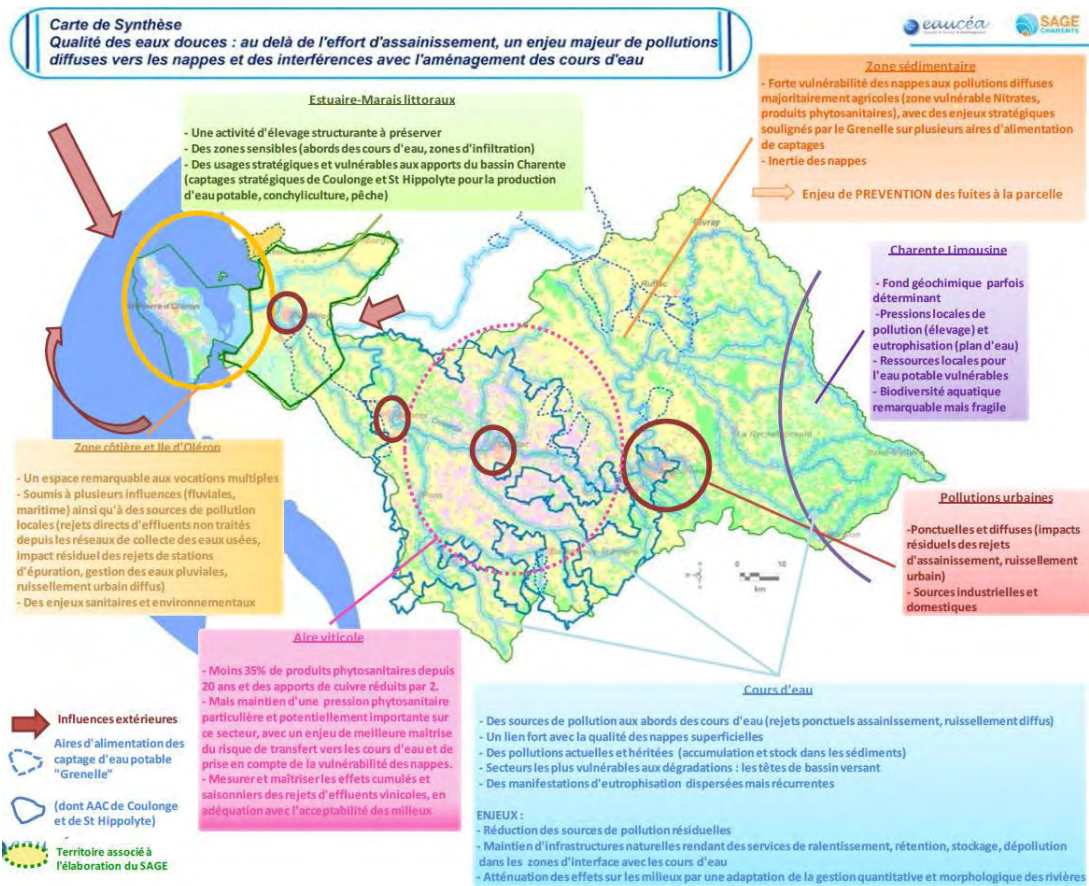 Carte de Synthèse
Qualité des eaux douces : au delà de l'effort d'assainissement, un enjeu majeur de pollutions
diffuses vers les nappes et des interférences avec l'aménagement des cours d'eau
eaucéa
SAGE
CHARENTE
Estuaire-Marais littoraux
- Une activité d'élevage structurante à préserver
- Des zones sensibles (abords des cours d'eau, zones d'infiltration)
- Des usages stratégiques et vulnérables aux apports du bassin Charente
(captages stratégiques de Coulonge et St Hippolyte pour la production
d'eau potable, conchyliculture, pêche)
Zone sédimentaire
- Forte vulnérabilité des nappes aux pollutions diffuses
majoritairement agricoles (zone vulnérable Nitrates,
produits phytosanitaires), avec des enjeux stratégiques
soulignés par le Grenelle sur plusieurs aires d'alimentation
de captages
- Inertie des nappes
Enjeu de PREVENTION des fuites à la parcelle
Charente Limousine
- Fond géochimique parfois
déterminant
-Pressions locales de
pollution (élevage) et
eutrophisation (plan d'eau)
- Ressources locales pour
l'eau potable vulnérables
- Biodiversité aquatique
remarquable mais fragile
Ruffec
Pons
Zone côtière et Ile d'Oléron
- Un espace remarquable aux vocations multiples
- Soumis à plusieurs influences (fluviales,
maritime) ainsi qu'à des sources de pollution
locales (rejets directs d'effluents non traités
depuis les réseaux de collecte des eaux usées,
impact résiduel des rejets de stations
d'épuration, gestion des eaux pluviales,
ruissellement urbain diffus)
- Des enjeux sanitaires et environnementaux
Pollutions urbaines
-Ponctuelles et diffuses (impacts
résiduels des rejets
d'assainissement, ruissellement
urbain)
- Sources industrielles et
domestiques
0 10
km
Aire viticole
- Moins 35% de produits phytosanitaires depuis
20 ans et des apports de cuivre réduits par 2.
- Mais maintien d'une pression phytosanitaire
particulière et potentiellement importante sur
ce secteur, avec un enjeu de meilleure maîtrise
du risque de transfert vers les cours d'eau et de
prise en compte de la vulnérabilité des nappes.
- Mesurer et maîtriser les effets cumulés et
saisonniers des rejets d'effluents vinicoles, en
adéquation avec l'acceptabilité des milieux
Cours d'eau
- Des sources de pollution aux abords des cours d'eau (rejets ponctuels assainissement, ruissellement diffus)
- Un lien fort avec la qualité des nappes superficielles
- Des pollutions actuelles et héritées (accumulation et stock dans les sédiments)
- Secteurs les plus vulnérables aux dégradations : les têtes de bassin versant
- Des manifestations d'eutrophisation dispersées mais récurrentes
ENJEUX :
- Réduction des sources de pollution résiduelles
- Maintien d'infrastructures naturelles rendant des services de ralentissement, rétention, stockage, dépollution
dans les zones d'interface avec les cours d'eau
- Atténuation des effets sur les milieux par une adaptation de la gestion quantitative et morphologique des rivières
Influences extérieures
Aires d'alimentation des
captage d'eau potable
"Grenelle"
(dont AAC de Coulonge
et de St Hippolyte)
Territoire associé à
l'élaboration du SAGE